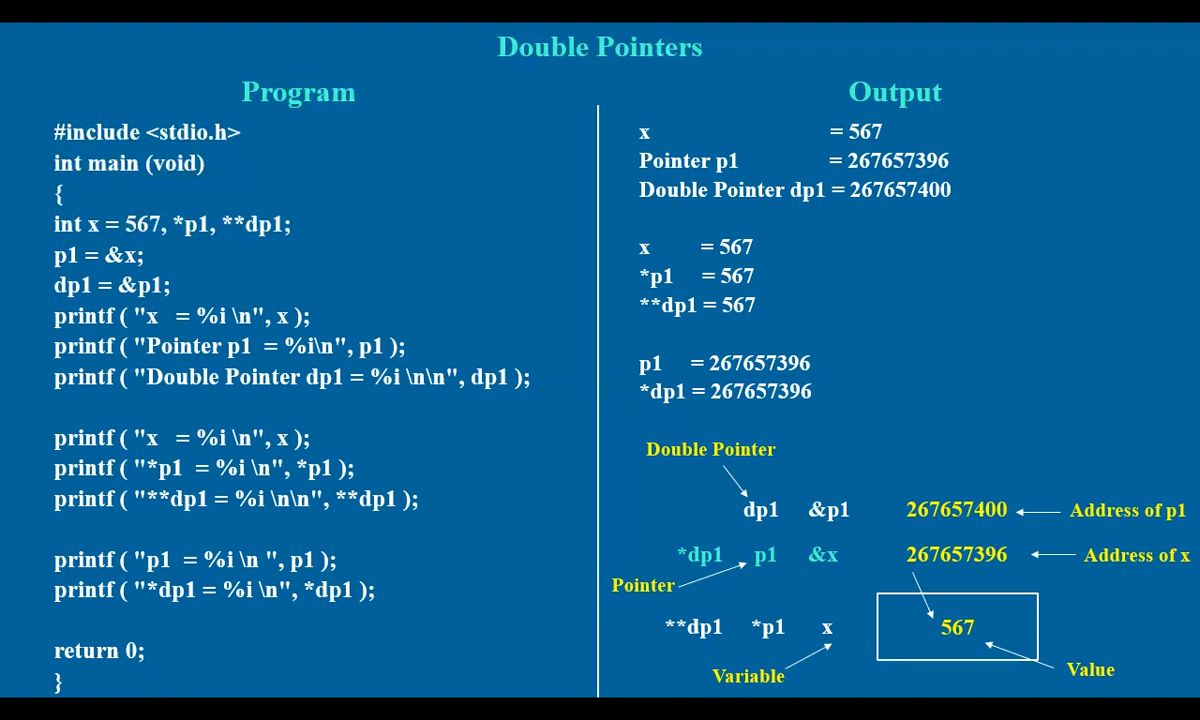 Double Pointers
Program
#include <stdio.h>
int main (void)
{
int x = 567, *p1, **dp1;
p1 = &x;
dp1 = &p1;
printf ( "x   = %i \n", x );
printf ( "Pointer p1  = %i\n", p1 );
printf ( "Double Pointer dp1 = %i \n\n", dp1 );
printf ( "x   = %i \n", x );
printf ( "*p1  = %i \n", *p1 );
printf ( "**dp1 = %i \n\n", **dp1 );
printf ( "p1  = %i \n ", p1 );
printf ( "*dp1 = %i \n", *dp1 );
return 0;
}
Output
x = 567
Pointer p1 = 267657396
Double Pointer dp1 = 267657400
x = 567
*p1 = 567
**dp1 = 567
p1 = 267657396
*dp1 = 267657396
Double Pointer
dp1 &p1 267657400 Address of p1
*dp1 p1 &x 267657396 Address of x
Pointer
**dp1 *p1 x 567
Variable
Value